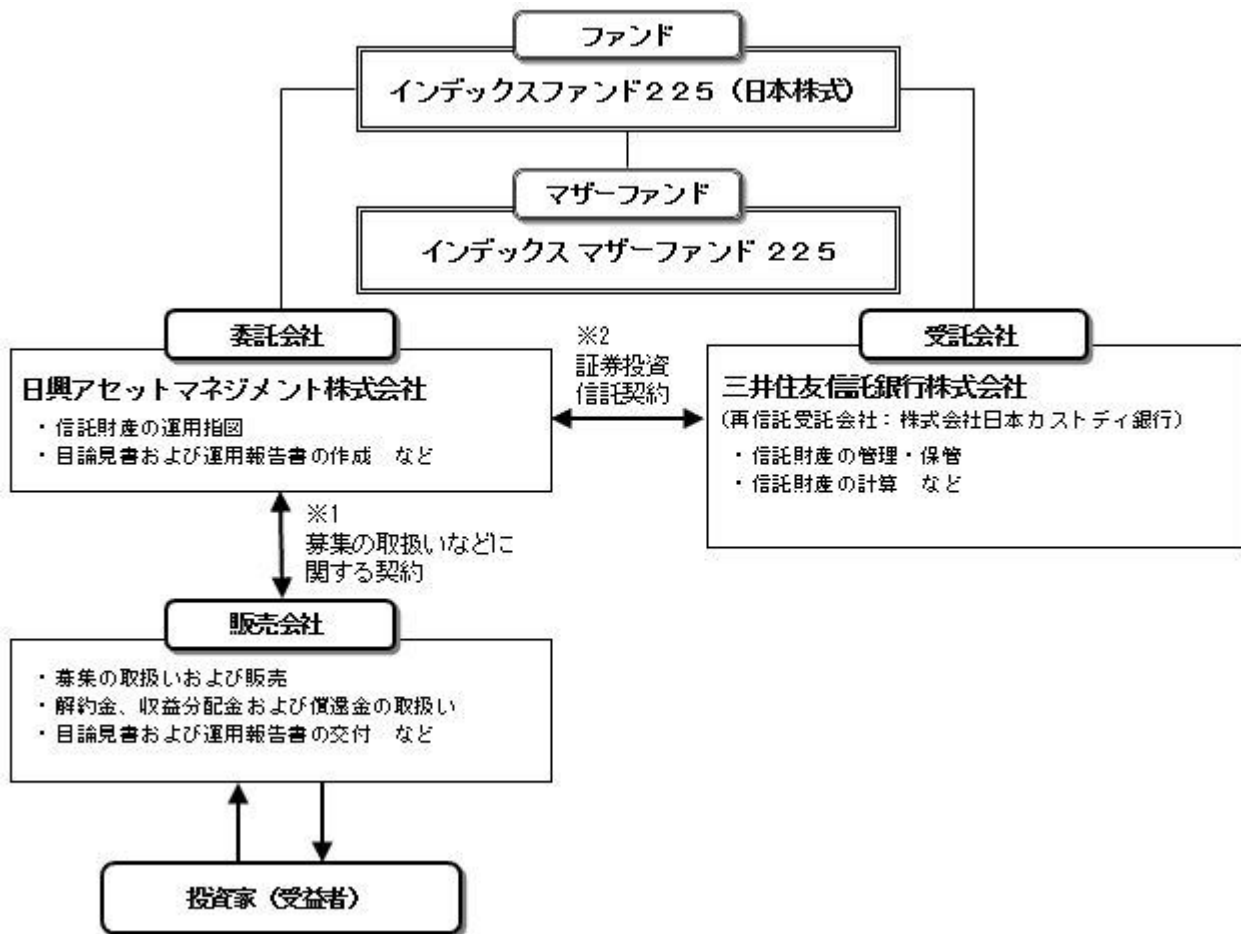 ファンド
インデックスファンド２２５（日本株式）
マザーファンド
インデックス マザーファンド ２２５
委託会社
日興アセットマネジメント株式会社
・信託財産の運用指図
・目論見書および運用報告書の作成　など
※2
証券投資
信託契約
受託会社
三井住友信託銀行株式会社
(再信託受託会社：株式会社日本カストディ銀行)
・信託財産の管理・保管
・信託財産の計算　など
※1
募集の取扱いなどに
関する契約
販売会社
・募集の取扱いおよび販売
・解約金、収益分配金および償還金の取扱い
・目論見書および運用報告書の交付　など
投資家（受益者）